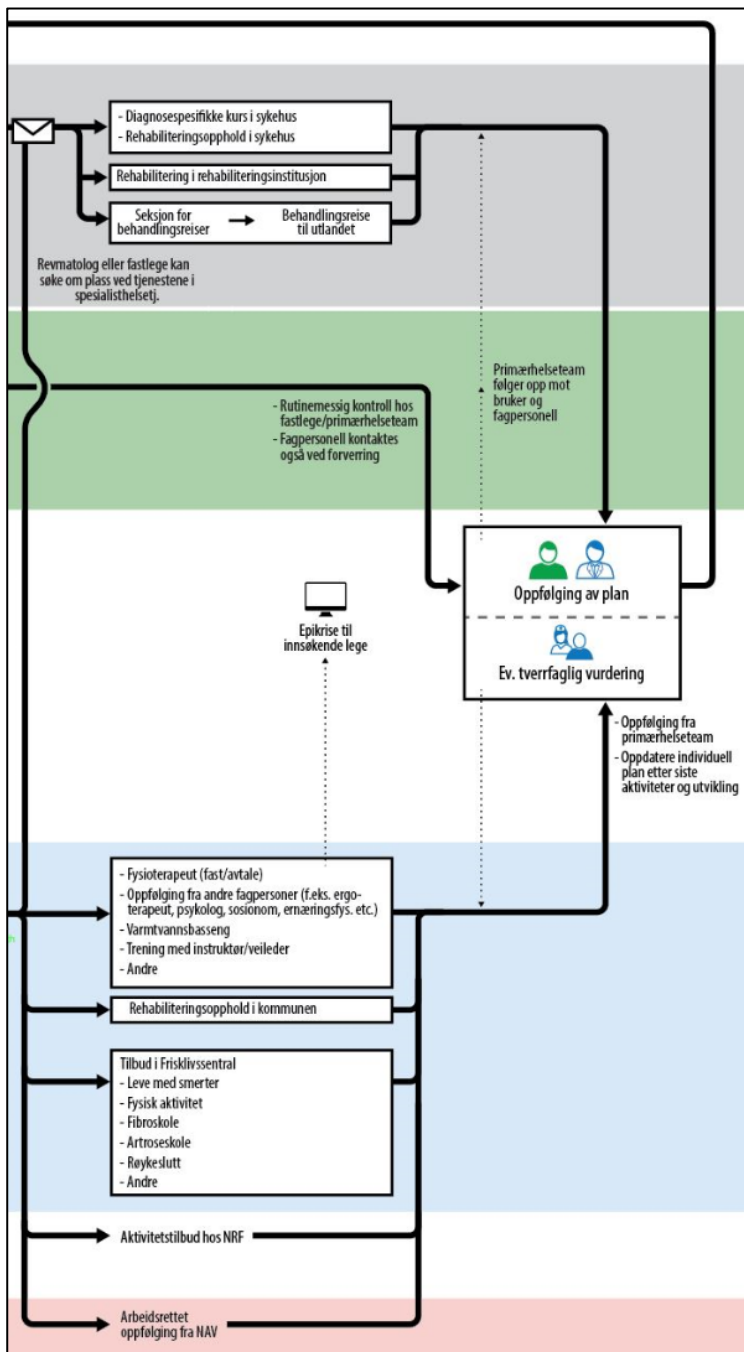 - Diagnosespesifikke kurs i sykehus
- Rehabiliteringsopphold i sykehus
Rehabilitering i rehabiliteringsinstitusjon
Seksjon for
behandlingsreiser
Behandlingsreise
til utlandet
Revmatolog eller fastlege kan
søke om plass ved tjenestene i
spesialisthelsetj.
Primærhelseteam
følger opp mot
bruker og
fagpersonell
- Rutinemessig kontroll hos
fastlege/primærhelseteam
- Fagpersonell kontaktes
også ved forverring
Oppfølging av plan
Ev. tverrfaglig vurdering
Epikrise til
innsøkende lege
- Oppfølging fra
primærhelseteam
- Oppdatere individuell
plan etter siste
aktiviteter og utvikling
- Fysioterapeut (fast/avtale)
- Oppfølging fra andre fagpersoner (f.eks. ergo-
terapeut, psykolog, sosionom, ernæringsfys. etc.)
- Varmtvannsbasseng
- Trening med instruktør/veileder
- Andre
Rehabiliteringsopphold i kommunen
Tilbud i Frisklivssentral
- Leve med smerter
- Fysisk aktivitet
- Fibroskole
- Artroseskole
- Røykeslutt
- Andre
Aktivitetstilbud hos NRF
Arbeidsrettet
oppfølging fra NAV